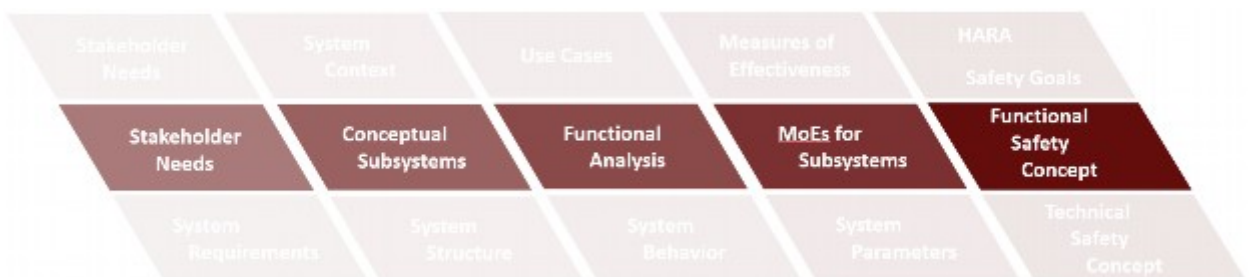 Stakeholder
Needs
System
Context
Use Cases
Measures of
Effectiveness
HARA
Safety Goals
Stakeholder
Needs
Conceptual
Subsystems
Functional
Analysis
MoEs for
Subsystems
Functional
Safety
Concept
System
Requirements
System
Structure
System
Behavior
System
Parameters
Technical
Safety
Concept